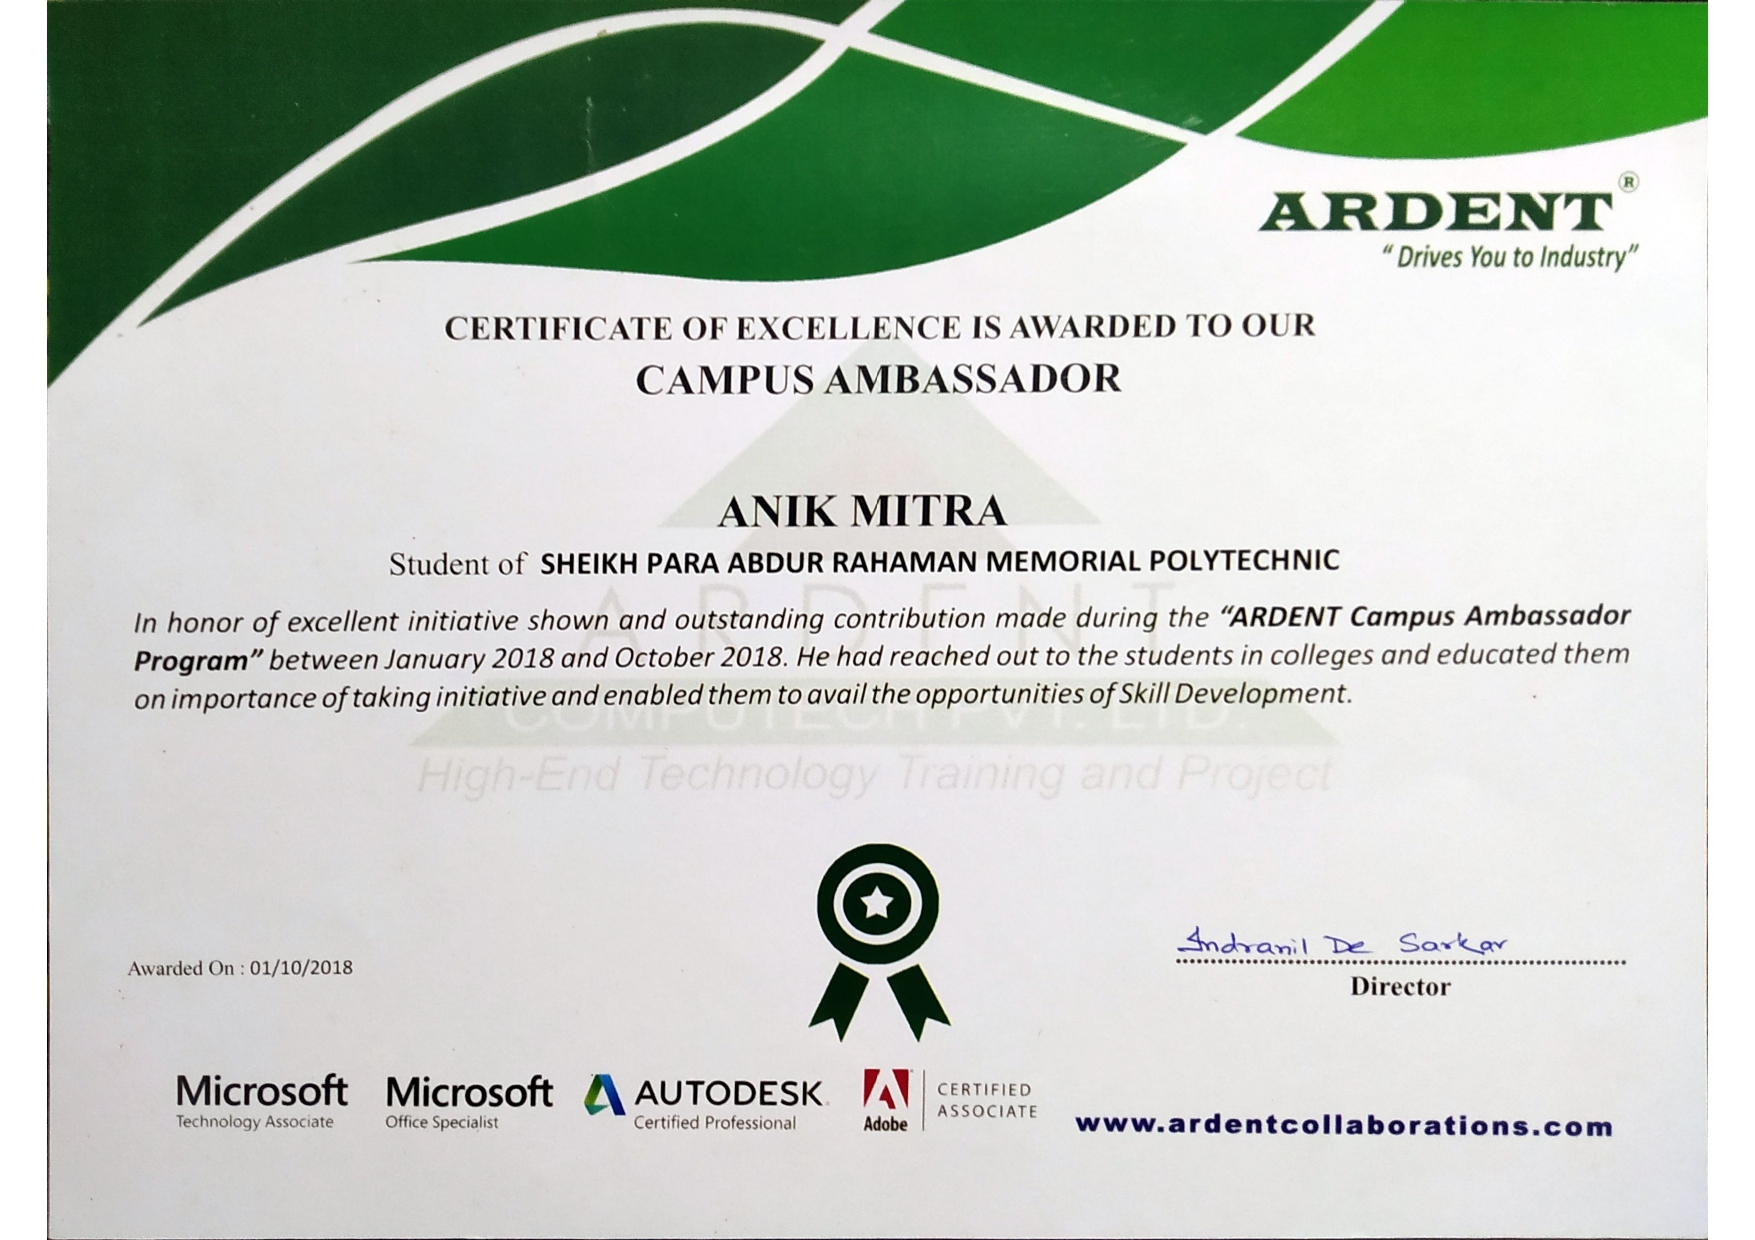 ARDENT®
“Drives You to Industry”
CERTIFICATE OF EXCELLENCE IS AWARDED TO OUR
CAMPUS AMBASSADOR
ANIK MITRA
Student of SHEIKH PARA ABDUR RAHAMAN MEMORIAL POLYTECHNIC
In honor of excellent initiative shown and outstanding contribution made during the “ARDENT Campus Ambassador
Program” between January 2018 and October 2018. He had reached out to the students in colleges and educated them
on importance of taking initiative and enabled them to avail the opportunities of Skill Development.
ARDENT
COMPUTECH PVT. LTD.
High-End Technology Training and Project
Awarded On : 01/10/2018
Indranil De Sarkar
Director
Microsoft
Technology Associate
Microsoft
Office Specialist
AUTODESK
Certified Professional
Adobe
CERTIFIED
ASSOCIATE
www.ardentcollaborations.com